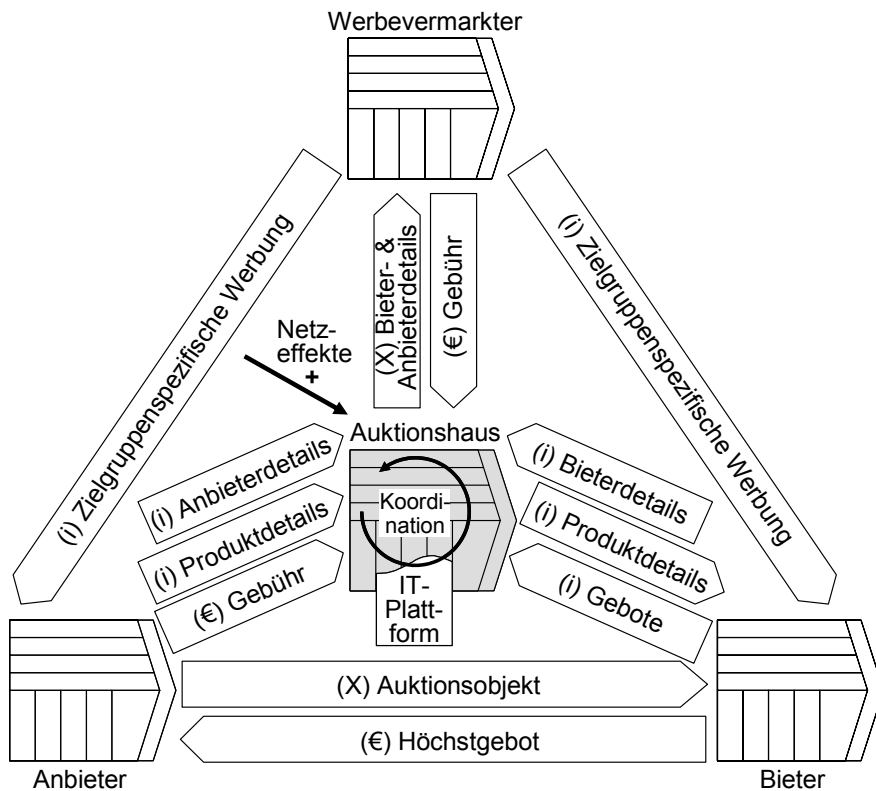 Werbevermarkter
(i) Zielgruppenspezifische Werbung
(X) Bieter- &
Anbieterdetails
(€) Gebühr
(i) Zielgruppenspezifische Werbung
Netz-
effekte
+
Auktionshaus
(i) Anbieterdetails
(i) Produktdetails
(€) Gebühr
Koordi-
nation
IT-
Platt-
form
(i) Bieterdetails
(i) Produktdetails
(i) Gebote
(X) Auktionsobjekt
(€) Höchstgebot
Anbieter
Bieter